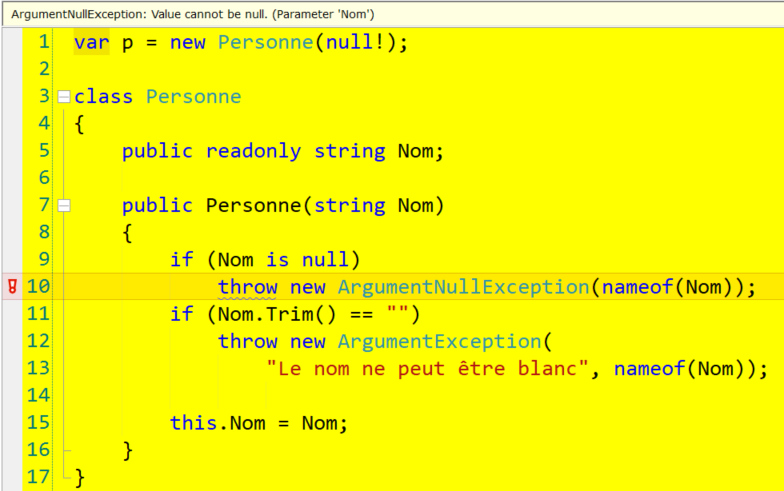 ArgumentNullException: Value cannot be null. (Parameter 'Nom')
1 var p = new Personne(null!);
2
3 class Personne
4 {
5     public readonly string Nom;
6
7     public Personne(string Nom)
8     {
9         if (Nom is null)
10             throw new ArgumentNullException(nameof(Nom));
11         if (Nom.Trim() == "")
12             throw new ArgumentException(
13                 "Le nom ne peut être blanc", nameof(Nom));
14
15         this.Nom = Nom;
16     }
17 }